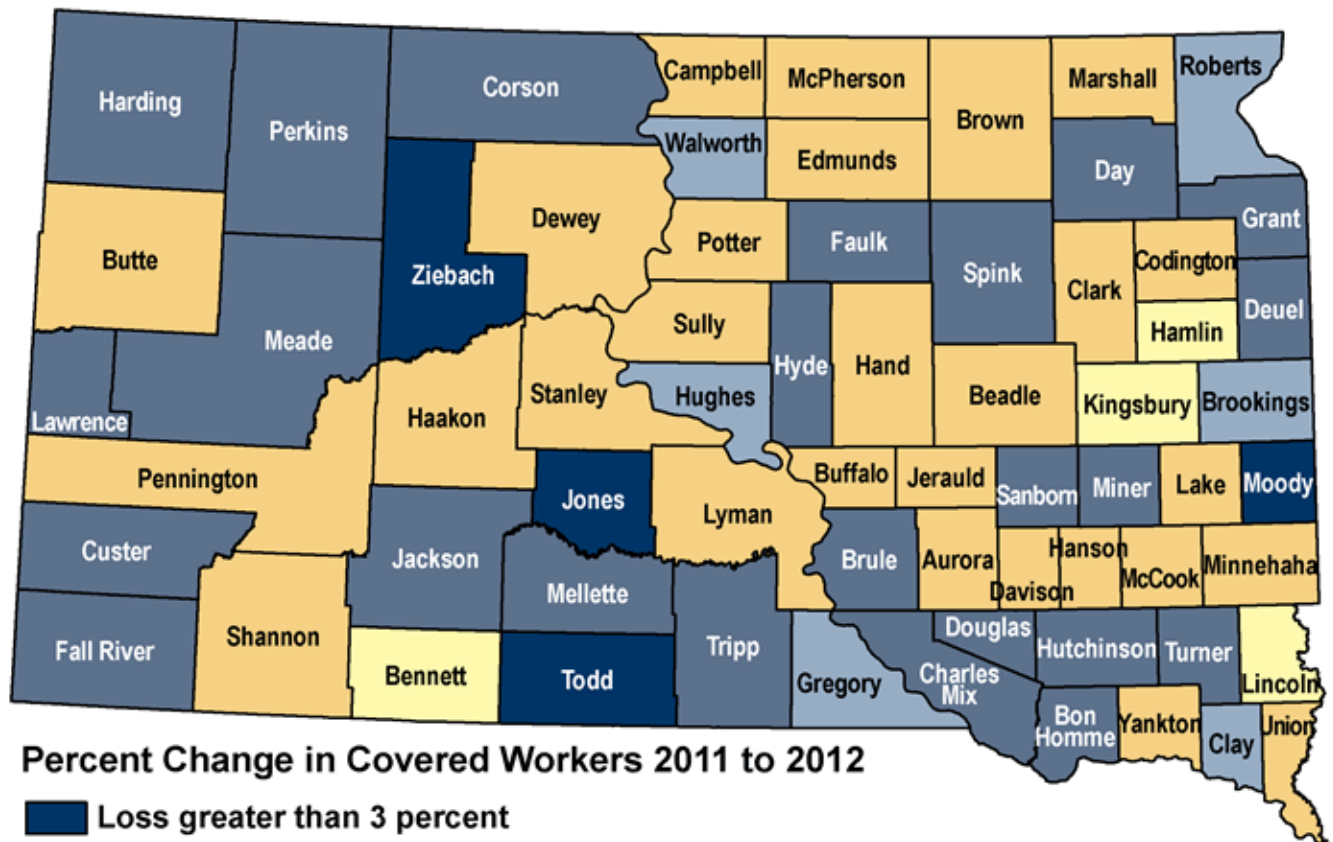 Campbell
McPherson
Marshall
Roberts
Harding
Corson
Perkins
Brown
Walworth
Edmunds
Day
Dewey
Grant
Butte
Potter
Faulk
Codington
Ziebach
Spink
Clark
Deuel
Meade
Sully
Hamlin
Hyde
Hand
Stanley
Hughes
Beadle
Kingsbury
Brookings
Lawrence
Haakon
Pennington
Buffalo
Jerauld
Sanborn
Miner
Lake
Moody
Jones
Lyman
Custer
Jackson
Brule
Aurora
Hanson
Minnehaha
Davison
McCook
Mellette
Fall River
Shannon
Tripp
Douglas
Hutchinson
Turner
Bennett
Todd
Gregory
Charles
Mix
Lincoln
Bon
Homme
Yankton
Clay
Union
Percent Change in Covered Workers 2011 to 2012
Loss greater than 3 percent